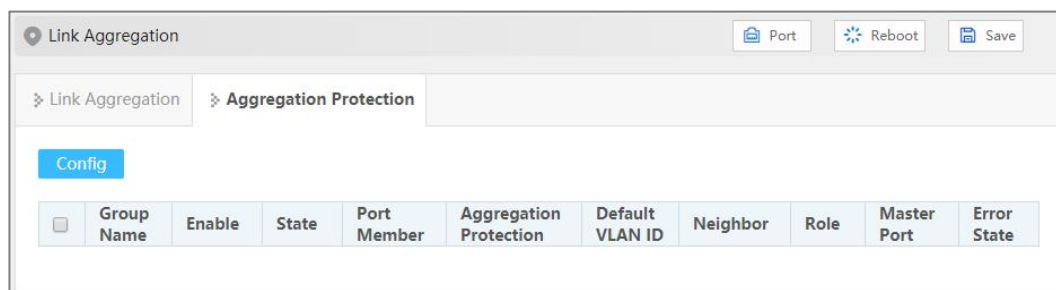 Link Aggregation Port Reboot Save
Link Aggregation Aggregation Protection
Config
Group Name Enable State Port Member Aggregation Protection Default VLAN ID Neighbor Role Master Port Error State